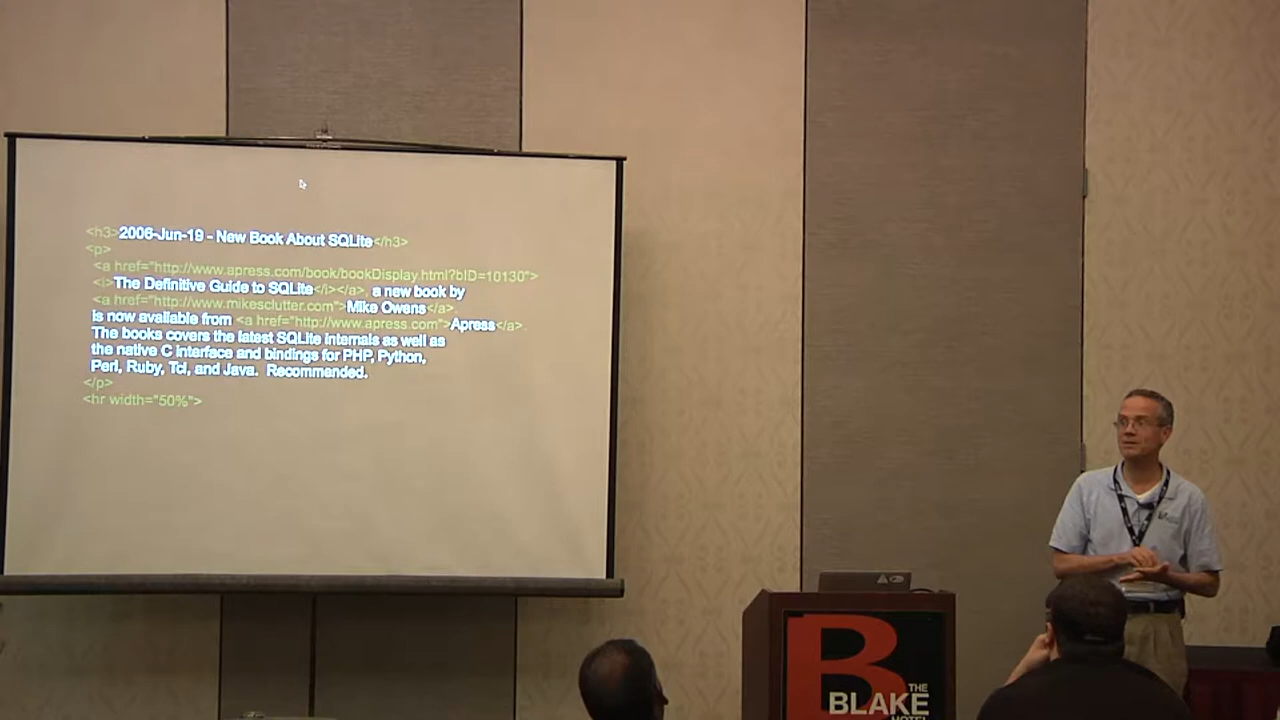 <h3>2006-Jun-19 - New Book About SQLite</h3>
<p>
<a href="http://www.apress.com/book/bookDisplay.html?bID=10130">
<i>The Definitive Guide to SQLite</i></a>, a new book by
<a href="http://www.mikesclutter.com">Mike Owens</a>.
is now available from <a href="http://www.apress.com">Apress</a>.
The books covers the latest SQLite internals as well as
the native C interface and bindings for PHP, Python,
Perl, Ruby, Tcl, and Java. Recommended.
</p>
<hr width="50%">
B
THE
BLAKE
HOTEL